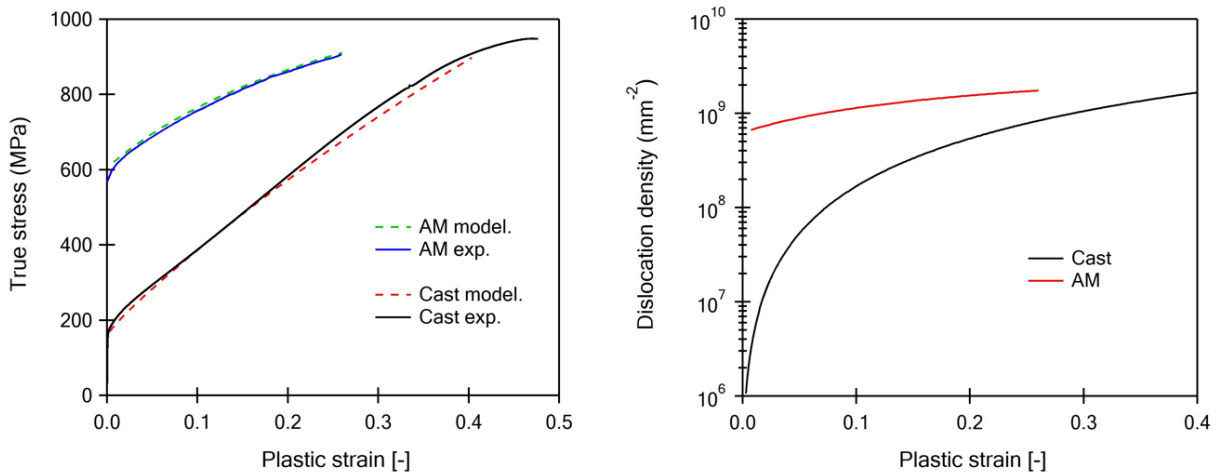 1000
800
600
400
200
0
True stress (MPa)
AM model.
AM exp.
Cast model.
Cast exp.
0.0 0.1 0.2 0.3 0.4 0.5
Plastic strain [-]
10^10
10^9
10^8
10^7
10^6
Dislocation density (mm^-2)
Cast
AM
0.0 0.1 0.2 0.3 0.4
Plastic strain [-]